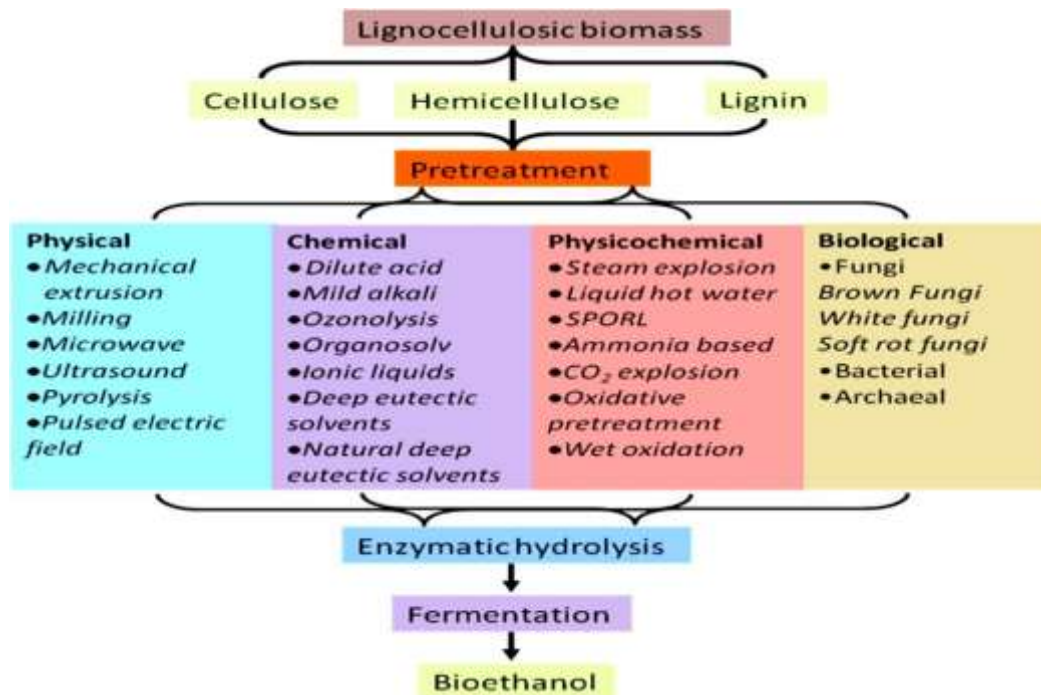 Lignocellulosic biomass
Cellulose
Hemicellulose
Lignin
Pretreatment
Physical
●Mechanical
extrusion
●Milling
●Microwave
●Ultrasound
●Pyrolysis
●Pulsed electric
field
Chemical
●Dilute acid
●Mild alkali
●Ozonolysis
●Organosolv
●Ionic liquids
●Deep eutectic
solvents
●Natural deep
eutectic solvents
Physicochemical
●Steam explosion
●Liquid hot water
●SPORL
●Ammonia based
●CO₂ explosion
●Oxidative
pretreatment
●Wet oxidation
Biological
●Fungi
Brown Fungi
White fungi
Soft rot fungi
●Bacterial
●Archaeal
Enzymatic hydrolysis
Fermentation
Bioethanol